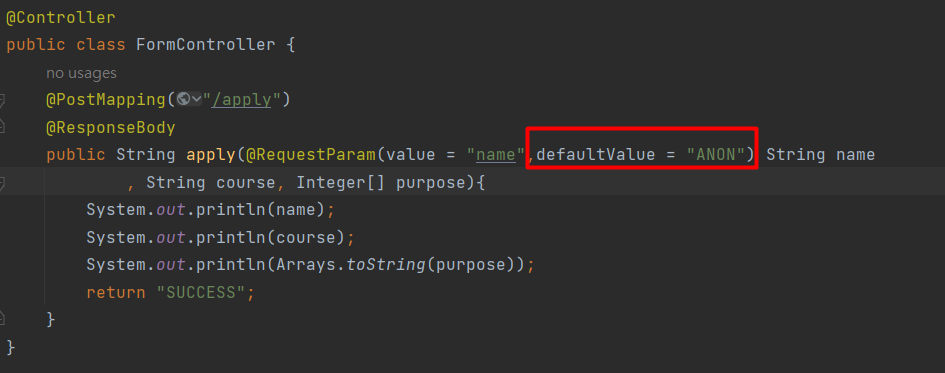 @Controller
public class FormController {
no usages
@PostMapping("/apply")
@ResponseBody
public String apply(@RequestParam(value = "name",defaultValue = "ANON") String name
, String course, Integer[] purpose){
System.out.println(name);
System.out.println(course);
System.out.println(Arrays.toString(purpose));
return "SUCCESS";
}
}